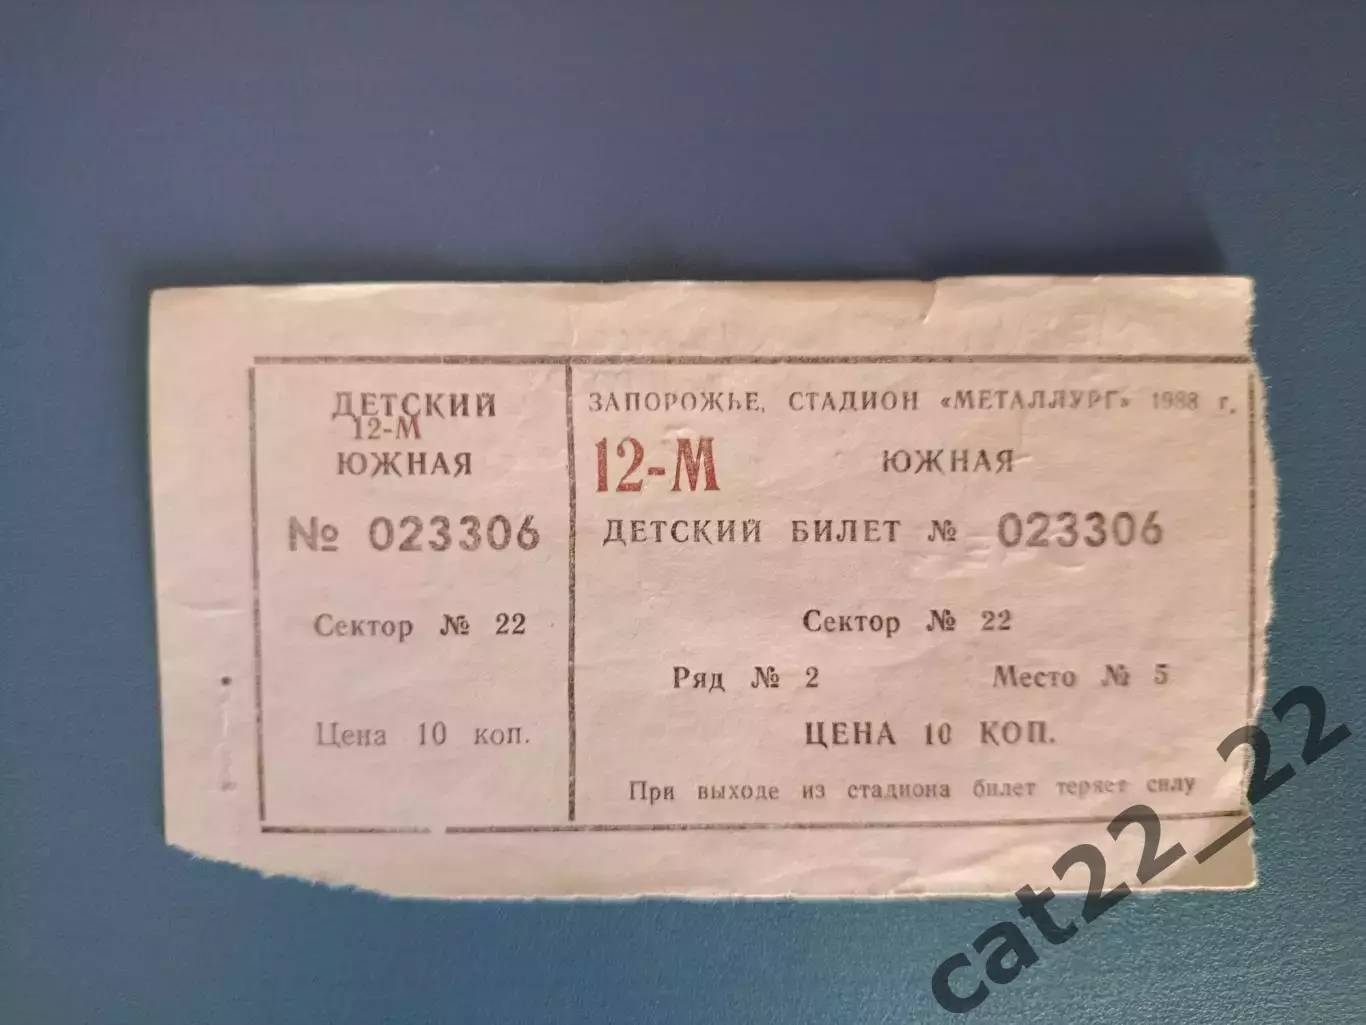 ДЕТСКИЙ
12-М
ЮЖНАЯ
№ 023306
Сектор № 22
Цена 10 коп.
ЗАПОРОЖЬЕ, СТАДИОН «МЕТАЛЛУРГ» 1988 г.
12-М ЮЖНАЯ
ДЕТСКИЙ БИЛЕТ № 023306
Сектор № 22
Ряд № 2 Место № 5
ЦЕНА 10 КОП.
При выходе из стадиона билет теряет силу
cat22_22